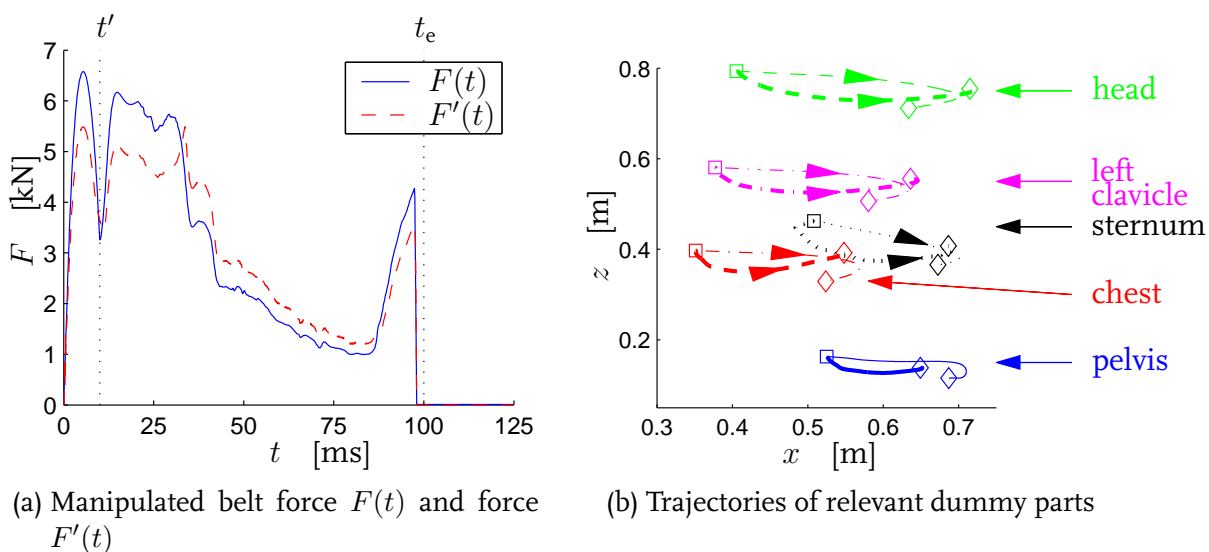 t′ te
7
6
5
4
3
2
1
0
F [kN]
0 25 50 75 100 125
t [ms]
F(t)
F′(t)
(a) Manipulated belt force F(t) and force
F′(t)
0.8
0.6
0.4
0.2
z [m]
0.3 0.4 0.5 0.6 0.7
x [m]
head
left
clavicle
sternum
chest
pelvis
(b) Trajectories of relevant dummy parts